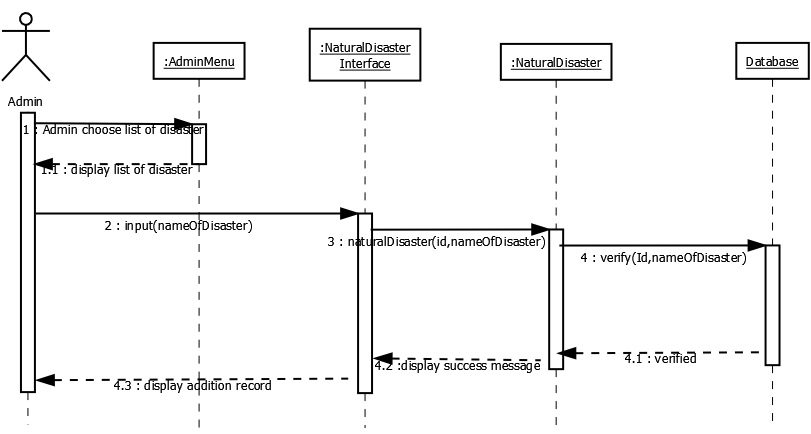 :NaturalDisaster
Interface
:AdminMenu
:NaturalDisaster
Database
Admin
1 : Admin choose list of disaster
1.1 : display list of disaster
2 : input(nameOfDisaster)
3 : naturalDisaster(id,nameOfDisaster)
4 : verify(Id,nameOfDisaster)
4.1 : verified
4.2 :display success message
4.3 : display addition record